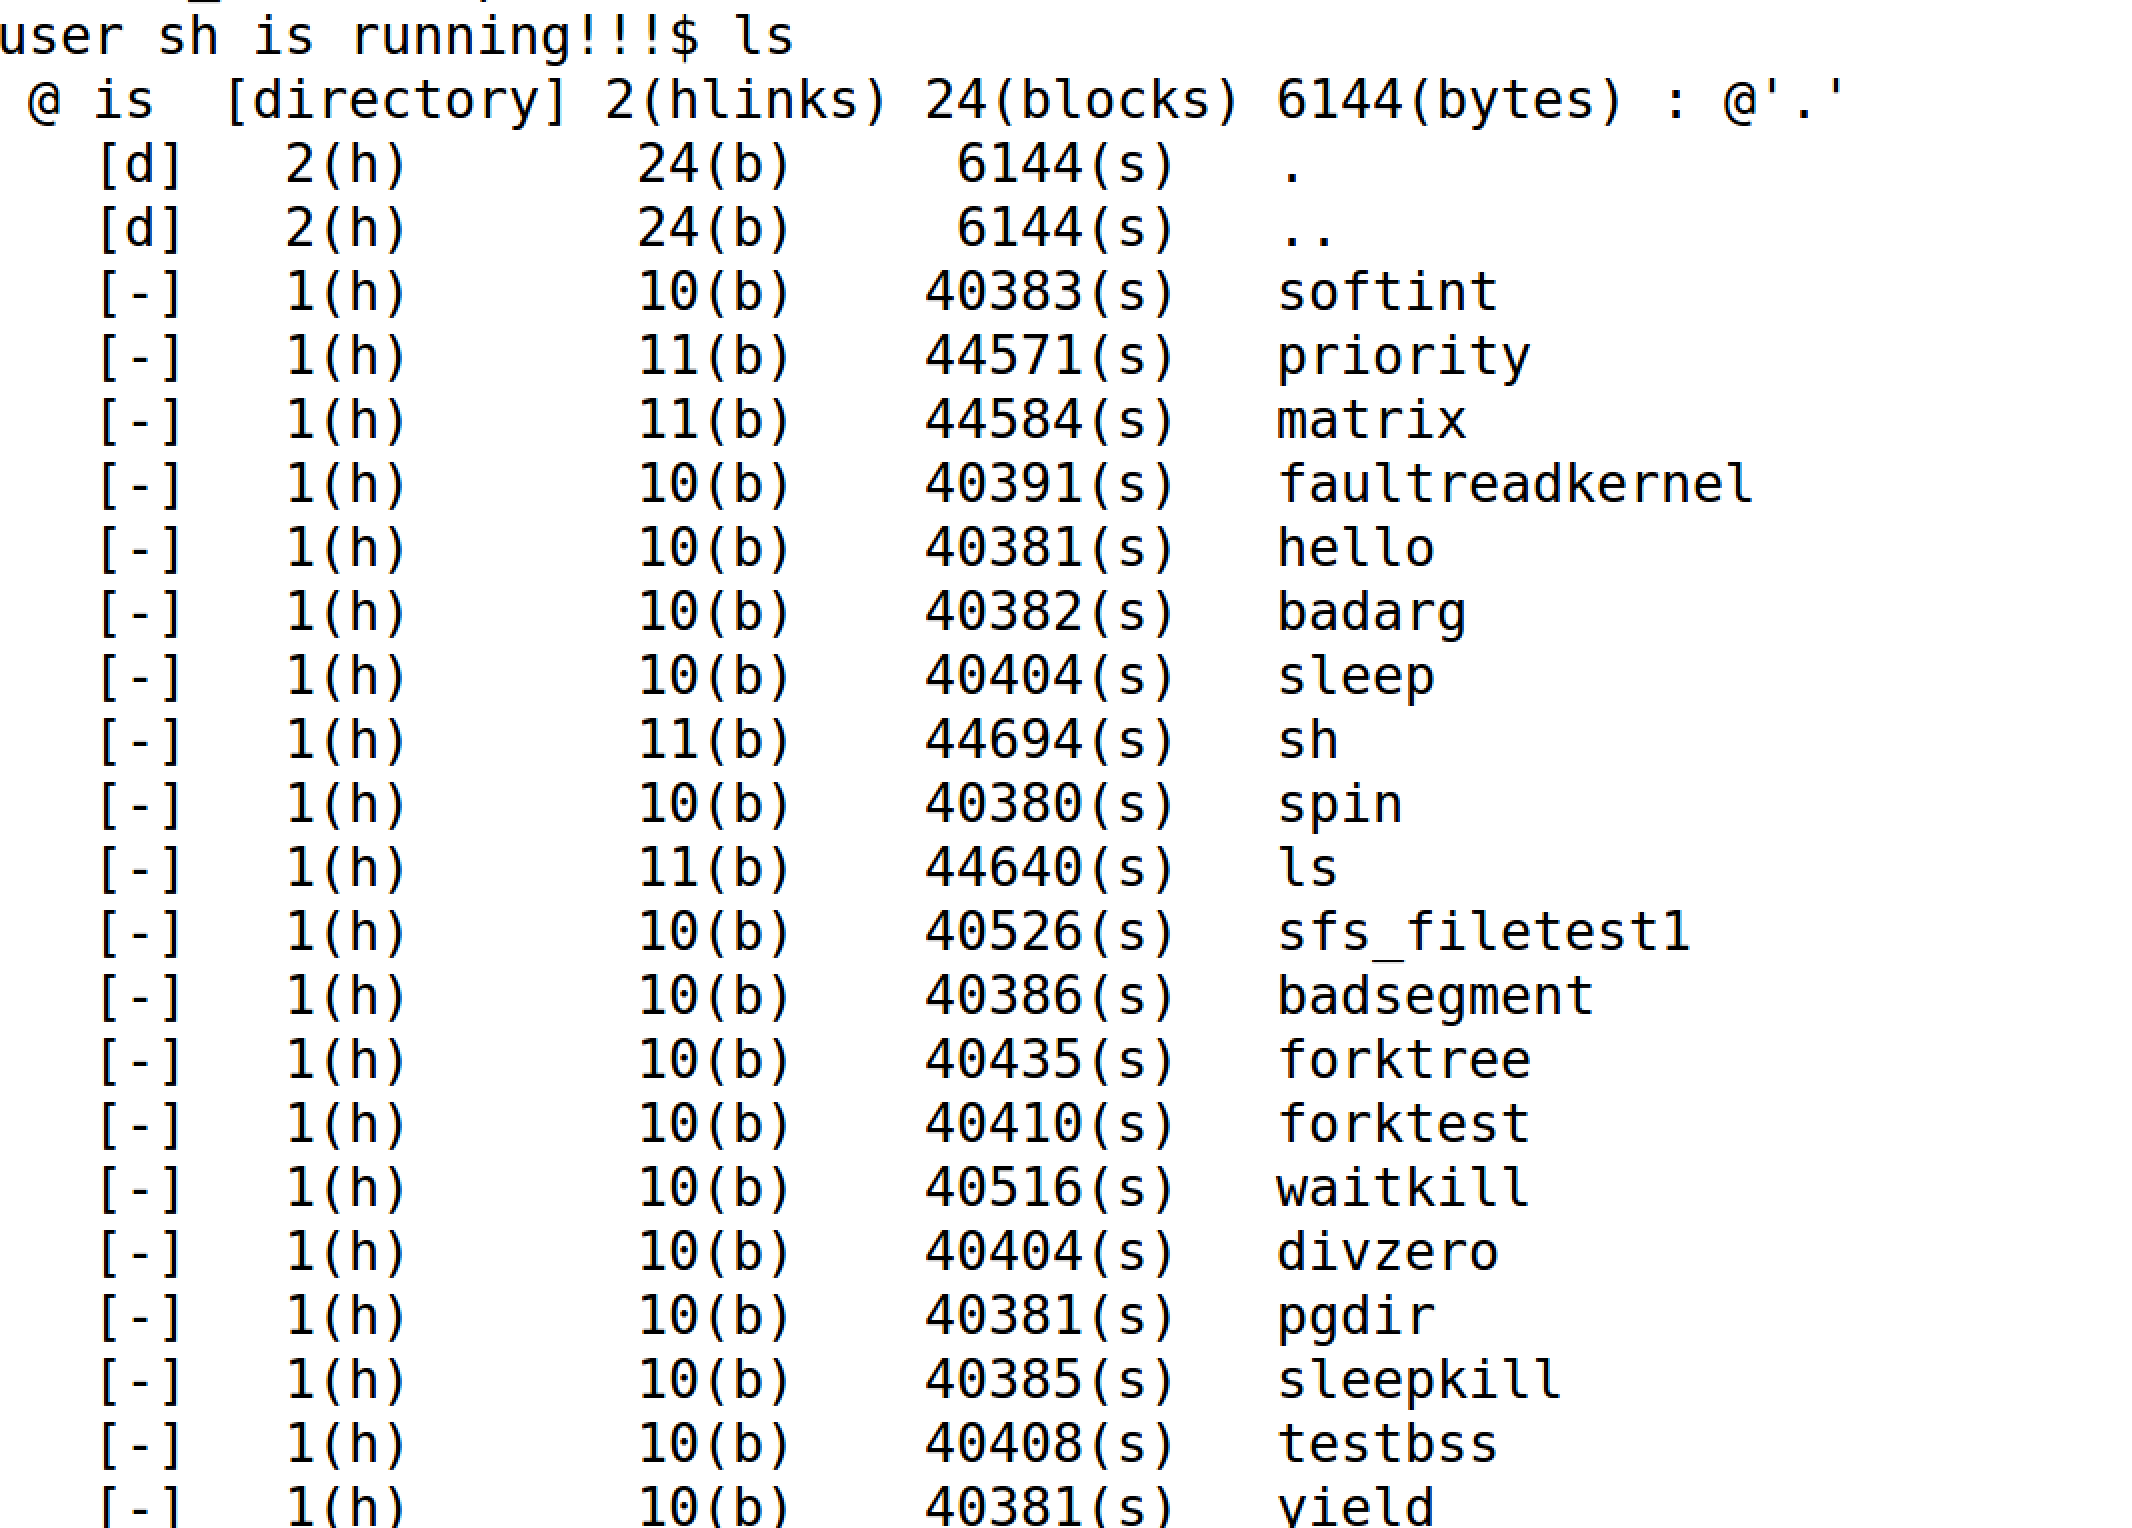 user sh is running!!!$ ls
@ is [directory] 2(hlinks) 24(blocks) 6144(bytes) : @'.'
[d] 2(h) 24(b) 6144(s) .
[d] 2(h) 24(b) 6144(s) ..
[-] 1(h) 10(b) 40383(s) softint
[-] 1(h) 11(b) 44571(s) priority
[-] 1(h) 11(b) 44584(s) matrix
[-] 1(h) 10(b) 40391(s) faultreadkernel
[-] 1(h) 10(b) 40381(s) hello
[-] 1(h) 10(b) 40382(s) badarg
[-] 1(h) 10(b) 40404(s) sleep
[-] 1(h) 11(b) 44694(s) sh
[-] 1(h) 10(b) 40380(s) spin
[-] 1(h) 11(b) 44640(s) ls
[-] 1(h) 10(b) 40526(s) sfs_filetest1
[-] 1(h) 10(b) 40386(s) badsegment
[-] 1(h) 10(b) 40435(s) forktree
[-] 1(h) 10(b) 40410(s) forktest
[-] 1(h) 10(b) 40516(s) waitkill
[-] 1(h) 10(b) 40404(s) divzero
[-] 1(h) 10(b) 40381(s) pgdir
[-] 1(h) 10(b) 40385(s) sleepkill
[-] 1(h) 10(b) 40408(s) testbss
[-] 1(h) 10(b) 40381(s) yield